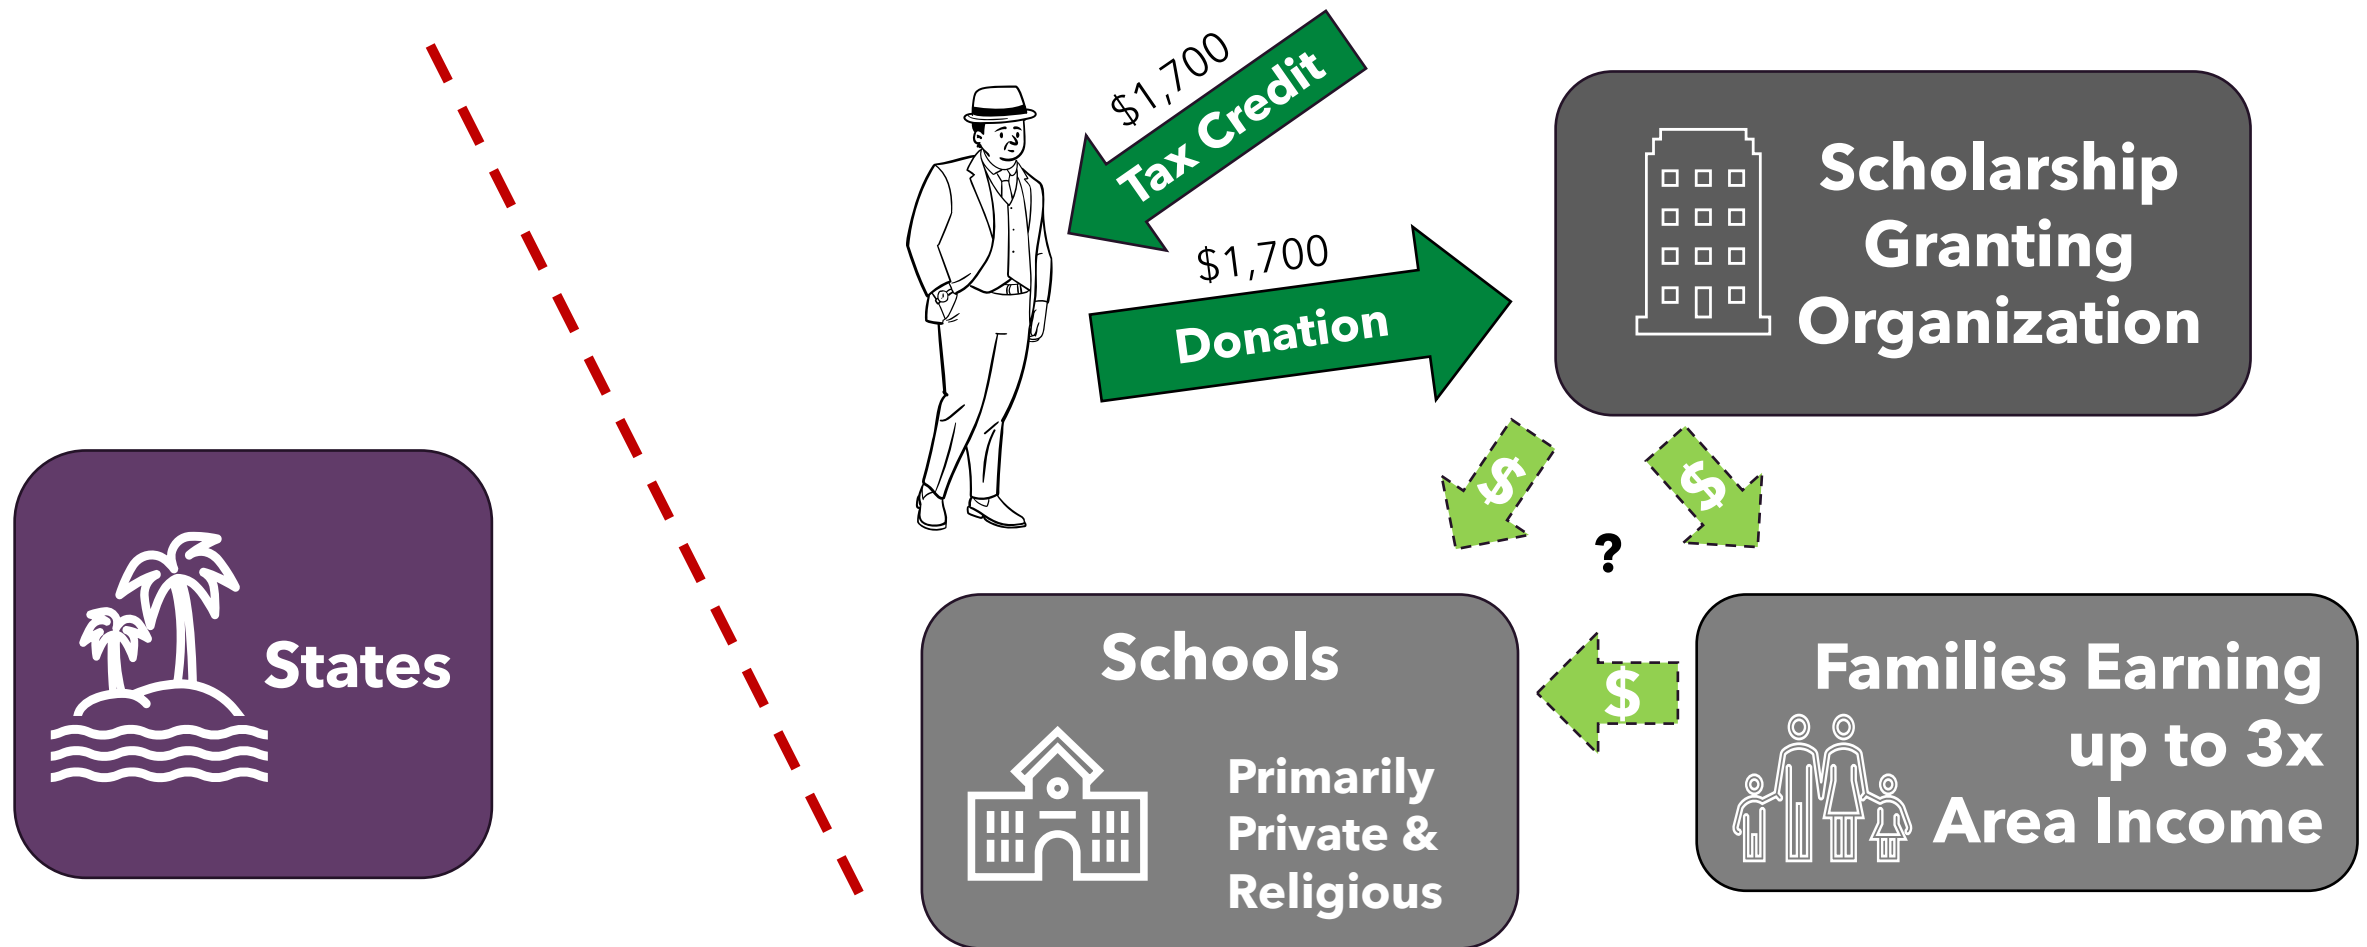 $1,700
Tax Credit
$1,700
Donation
Scholarship
Granting
Organization
$
$
?
States
Schools
Primarily
Private &
Religious
$
Families Earning
up to 3x
Area Income